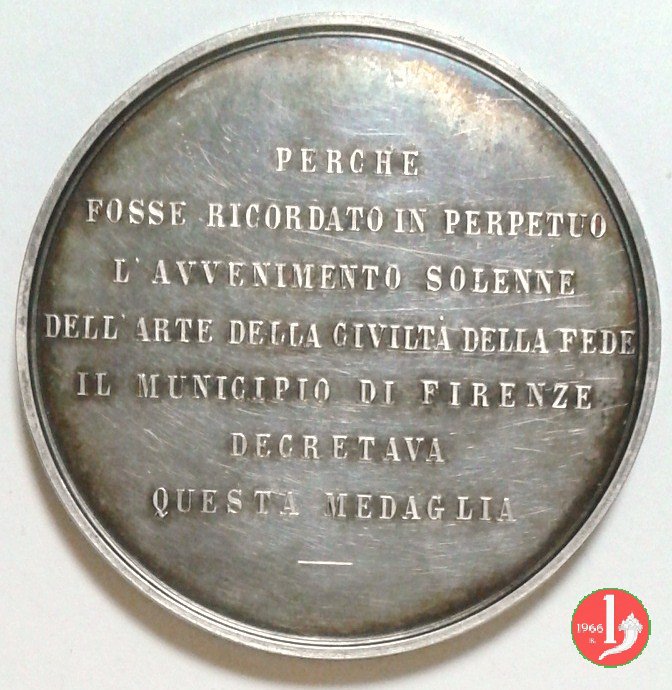 PERCHE
FOSSE RICORDATO IN PERPETUO
L'AVVENIMENTO SOLENNE
DELL'ARTE DELLA CIVILTÀ DELLA FEDE
IL MUNICIPIO DI FIRENZE
DECRETAVA
QUESTA MEDAGLIA
1966